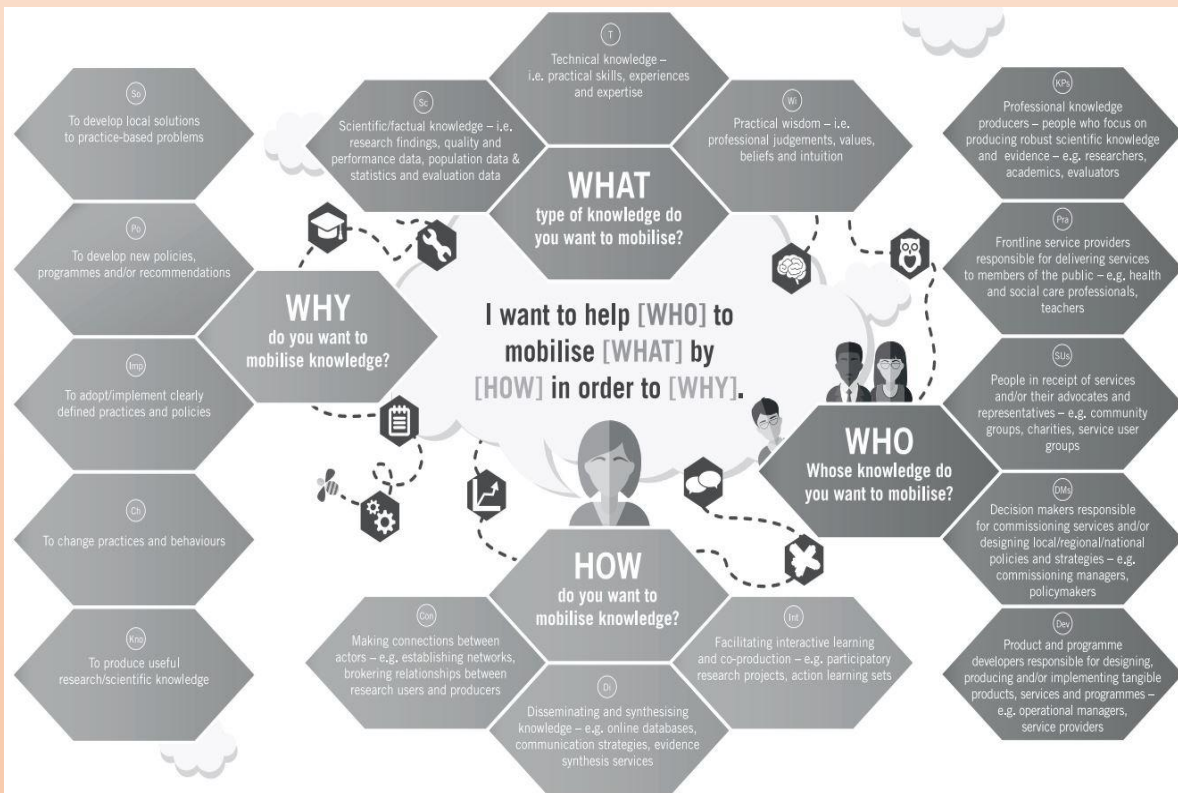 T
Technical knowledge –
i.e. practical skills, experiences
and expertise
Sc
Scientific/factual knowledge – i.e.
research findings, quality and
performance data, population data &
statistics and evaluation data
Wi
Practical wisdom – i.e.
professional judgements, values,
beliefs and intuition
WHAT
type of knowledge do
you want to mobilise?
So
To develop local solutions
to practice-based problems
Po
To develop new policies,
programmes and/or recommendations
Imp
To adopt/implement clearly
defined practices and policies
Ch
To change practices and behaviours
Kno
To produce useful
research/scientific knowledge
WHY
do you want to
mobilise knowledge?
I want to help [WHO] to
mobilise [WHAT] by
[HOW] in order to [WHY].
KPs
Professional knowledge
producers – people who focus on
producing robust scientific knowledge
and evidence – e.g. researchers,
academics, evaluators
Pra
Frontline service providers
responsible for delivering services
to members of the public – e.g. health
and social care professionals,
teachers
SUs
People in receipt of services
and/or their advocates and
representatives – e.g. community
groups, charities, service user
groups
DMs
Decision makers responsible
for commissioning services and/or
designing local/regional/national
policies and strategies – e.g.
commissioning managers,
policymakers
Dev
Product and programme
developers responsible for designing,
producing and/or implementing tangible
products, services and programmes –
e.g. operational managers,
service providers
WHO
Whose knowledge do
you want to mobilise?
HOW
do you want to
mobilise knowledge?
Con
Making connections between
actors – e.g. establishing networks,
brokering relationships between
research users and producers
Di
Disseminating and synthesising
knowledge – e.g. online databases,
communication strategies, evidence
synthesis services
Int
Facilitating interactive learning
and co-production – e.g. participatory
research projects, action learning sets